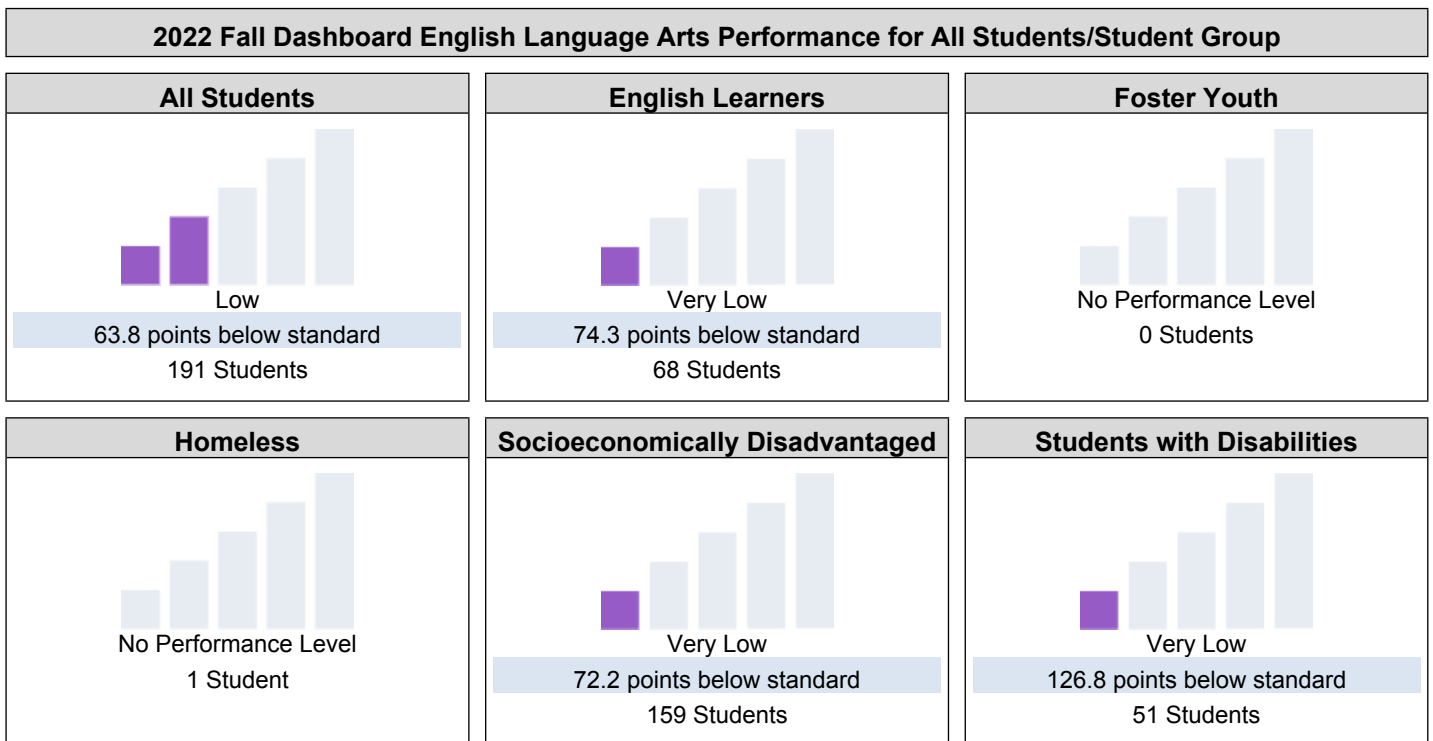 2022 Fall Dashboard English Language Arts Performance for All Students/Student Group
All Students
Low
63.8 points below standard
191 Students
English Learners
Very Low
74.3 points below standard
68 Students
Foster Youth
No Performance Level
0 Students
Homeless
No Performance Level
1 Student
Socioeconomically Disadvantaged
Very Low
72.2 points below standard
159 Students
Students with Disabilities
Very Low
126.8 points below standard
51 Students